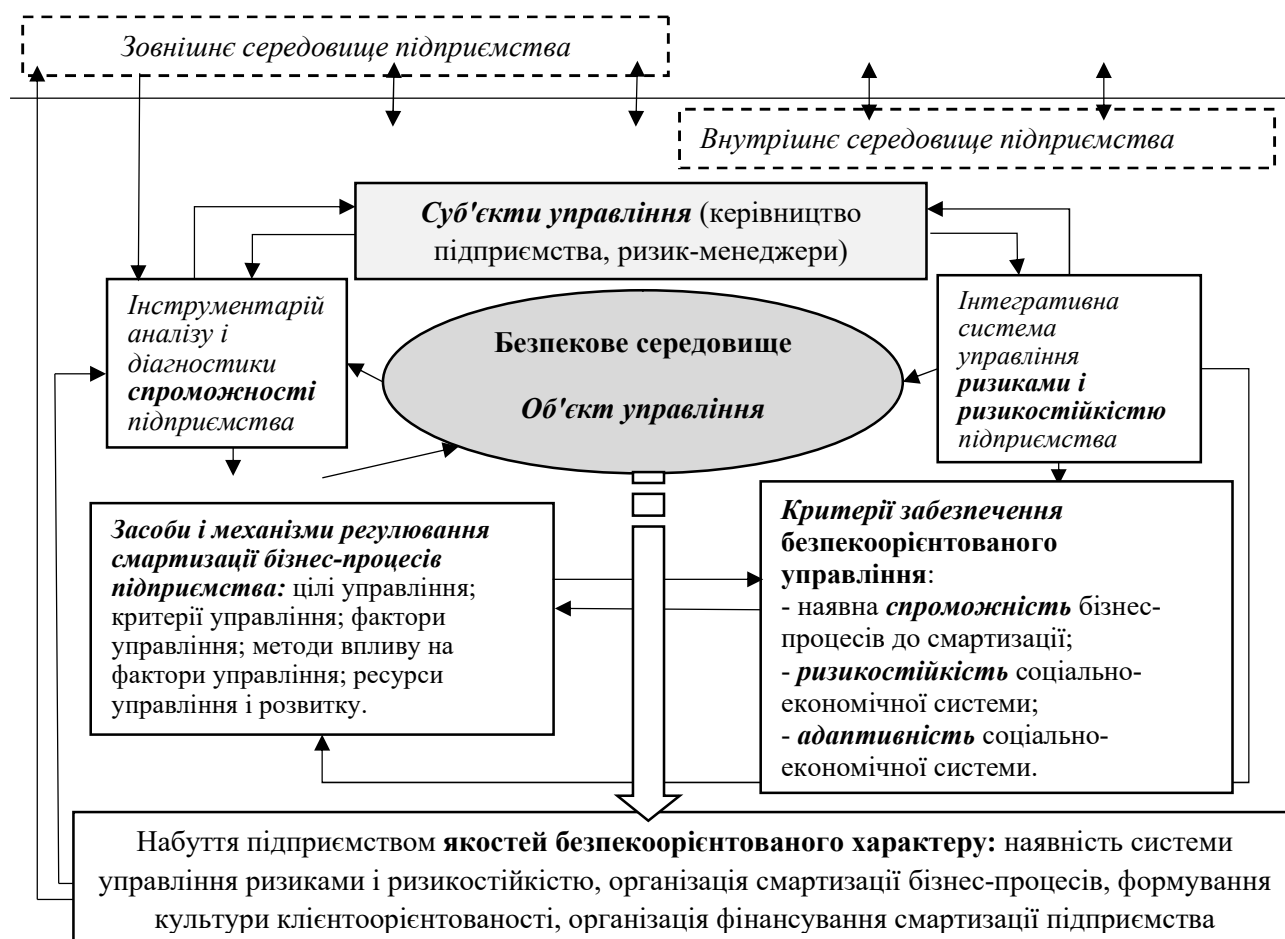 Зовнішнє середовище підприємства
Внутрішнє середовище підприємства
Суб'єкти управління (керівництво
підприємства, ризик-менеджери)
Інструментарій
аналізу і
діагностики
спроможності
підприємства
Безпекове середовище
Об'єкт управління
Інтегративна
система
управління
ризиками і
ризикостійкістю
підприємства
Засоби і механізми регулювання
смартизації бізнес-процесів
підприємства: цілі управління;
критерії управління; фактори
управління; методи впливу на
фактори управління; ресурси
управління і розвитку.
Критерії забезпечення
безпекоорієнтованого
управління:
- наявна спроможність бізнес-
процесів до смартизації;
- ризикостійкість соціально-
економічної системи;
- адаптивність соціально-
економічної системи.
Набуття підприємством якостей безпекоорієнтованого характеру: наявність системи
управління ризиками і ризикостійкістю, організація смартизації бізнес-процесів, формування
культури клієнтоорієнтованості, організація фінансування смартизації підприємства